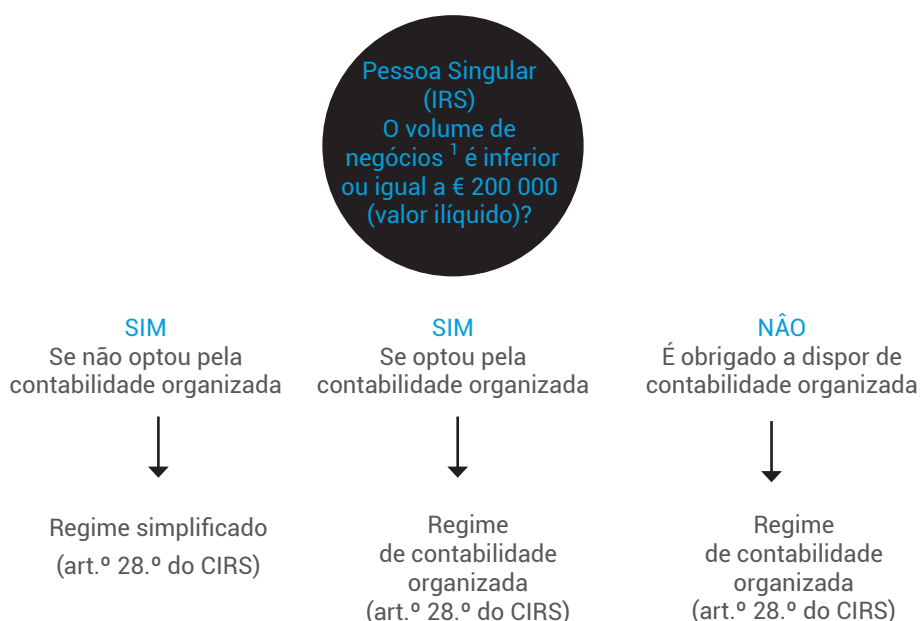 Pessoa Singular
(IRS)
O volume de
negócios ¹ é inferior
ou igual a € 200 000
(valor ilíquido)?
SIM
Se não optou pela
contabilidade organizada
Regime simplificado
(art.º 28.º do CIRS)
SIM
Se optou pela
contabilidade organizada
Regime
de contabilidade
organizada
(art.º 28.º do CIRS)
NÂO
É obrigado a dispor de
contabilidade organizada
Regime
de contabilidade
organizada
(art.º 28.º do CIRS)